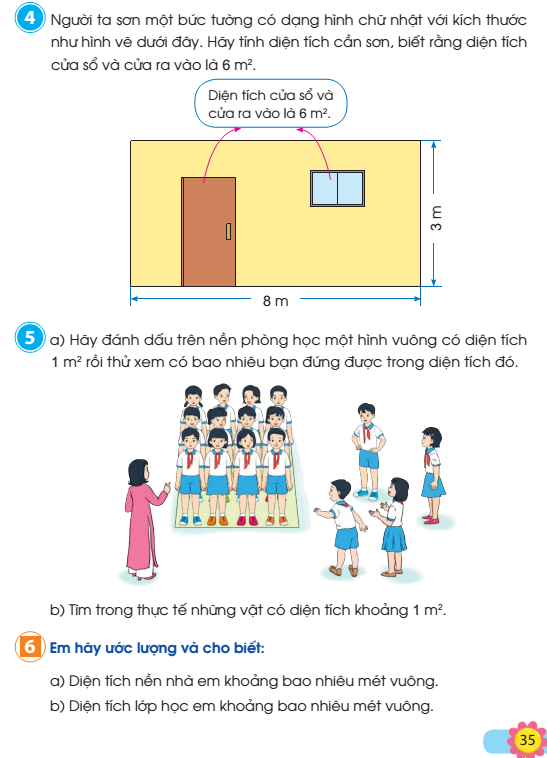 4 Người ta sơn một bức tường có dạng hình chữ nhật với kích thước
như hình vẽ dưới đây. Hãy tính diện tích cần sơn, biết rằng diện tích
cửa sổ và cửa ra vào là 6 m².
Diện tích cửa sổ và
cửa ra vào là 6 m².
3 m
8 m
5 a) Hãy đánh dấu trên nền phòng học một hình vuông có diện tích
1 m² rồi thử xem có bao nhiêu bạn đứng được trong diện tích đó.
b) Tìm trong thực tế những vật có diện tích khoảng 1 m².
6 Em hãy ước lượng và cho biết:
a) Diện tích nền nhà em khoảng bao nhiêu mét vuông.
b) Diện tích lớp học em khoảng bao nhiêu mét vuông.
35